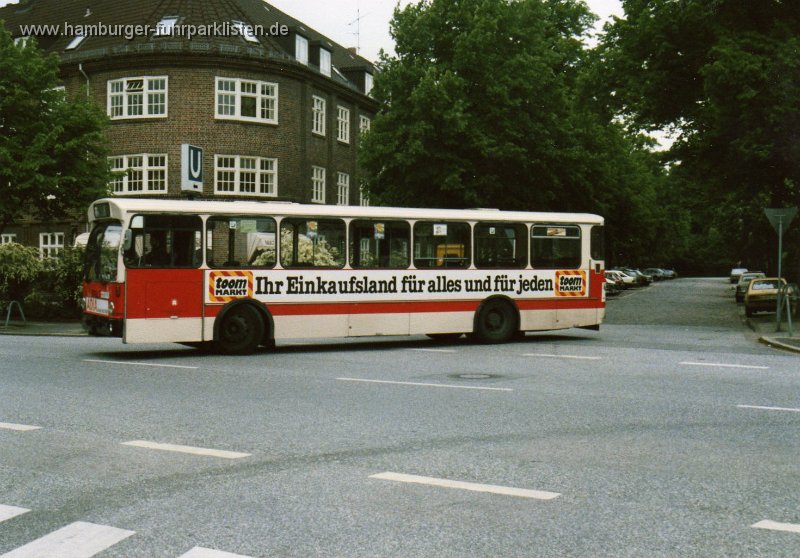 www.hamburger-fuhrparklisten.de
U
toom MARKT Ihr Einkaufsland für alles und für jeden toom MARKT